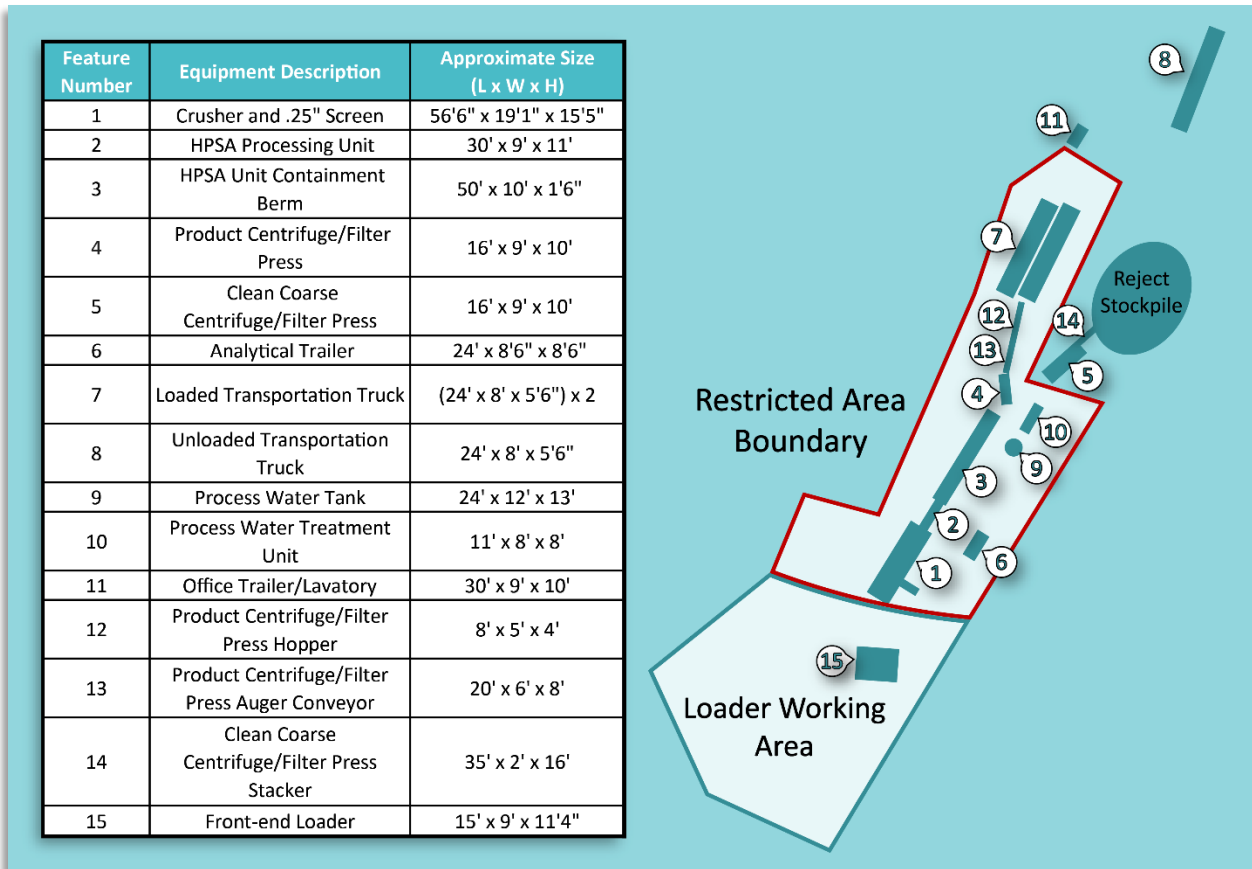 Feature Number Equipment Description Approximate Size (L x W x H)
1 Crusher and .25" Screen 56'6" x 19'1" x 15'5"
2 HPSA Processing Unit 30' x 9' x 11'
3 HPSA Unit Containment Berm 50' x 10' x 1'6"
4 Product Centrifuge/Filter Press 16' x 9' x 10'
5 Clean Coarse Centrifuge/Filter Press 16' x 9' x 10'
6 Analytical Trailer 24' x 8'6" x 8'6"
7 Loaded Transportation Truck (24' x 8' x 5'6") x 2
8 Unloaded Transportation Truck 24' x 8' x 5'6"
9 Process Water Tank 24' x 12' x 13'
10 Process Water Treatment Unit 11' x 8' x 8'
11 Office Trailer/Lavatory 30' x 9' x 10'
12 Product Centrifuge/Filter Press Hopper 8' x 5' x 4'
13 Product Centrifuge/Filter Press Auger Conveyor 20' x 6' x 8'
14 Clean Coarse Centrifuge/Filter Press Stacker 35' x 2' x 16'
15 Front-end Loader 15' x 9' x 11'4"
8
11
7
Reject
Stockpile
12
14
13
5
4
Restricted Area
Boundary
10
9
3
2
6
1
15
Loader Working
Area